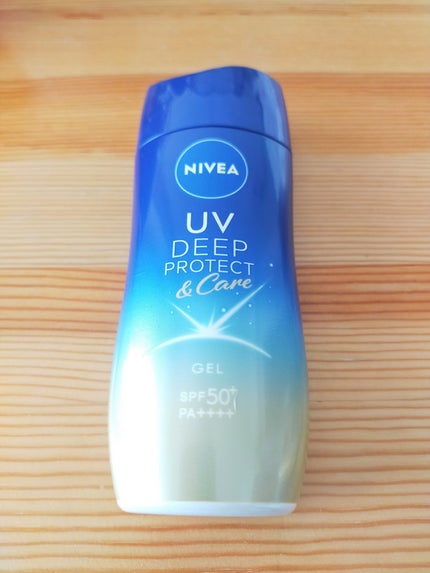 NIVEA
UV
DEEP
PROTECT
& Care
GEL
SPF50+
PA++++